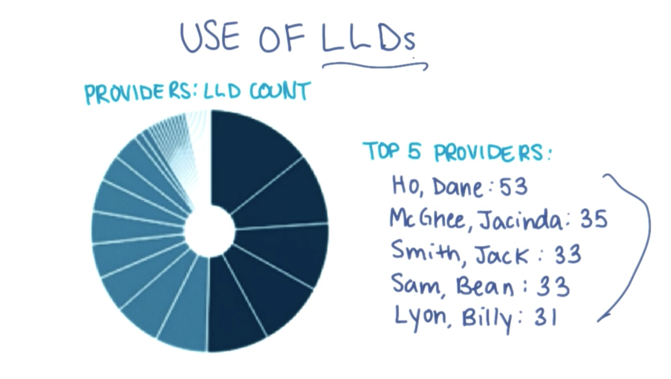 USE OF LLDs
PROVIDERS: LLD COUNT
TOP 5 PROVIDERS:
Ho, Dane: 53
McGhee, Jacinda: 35
Smith, Jack: 33
Sam, Bean: 33
Lyon, Billy: 31